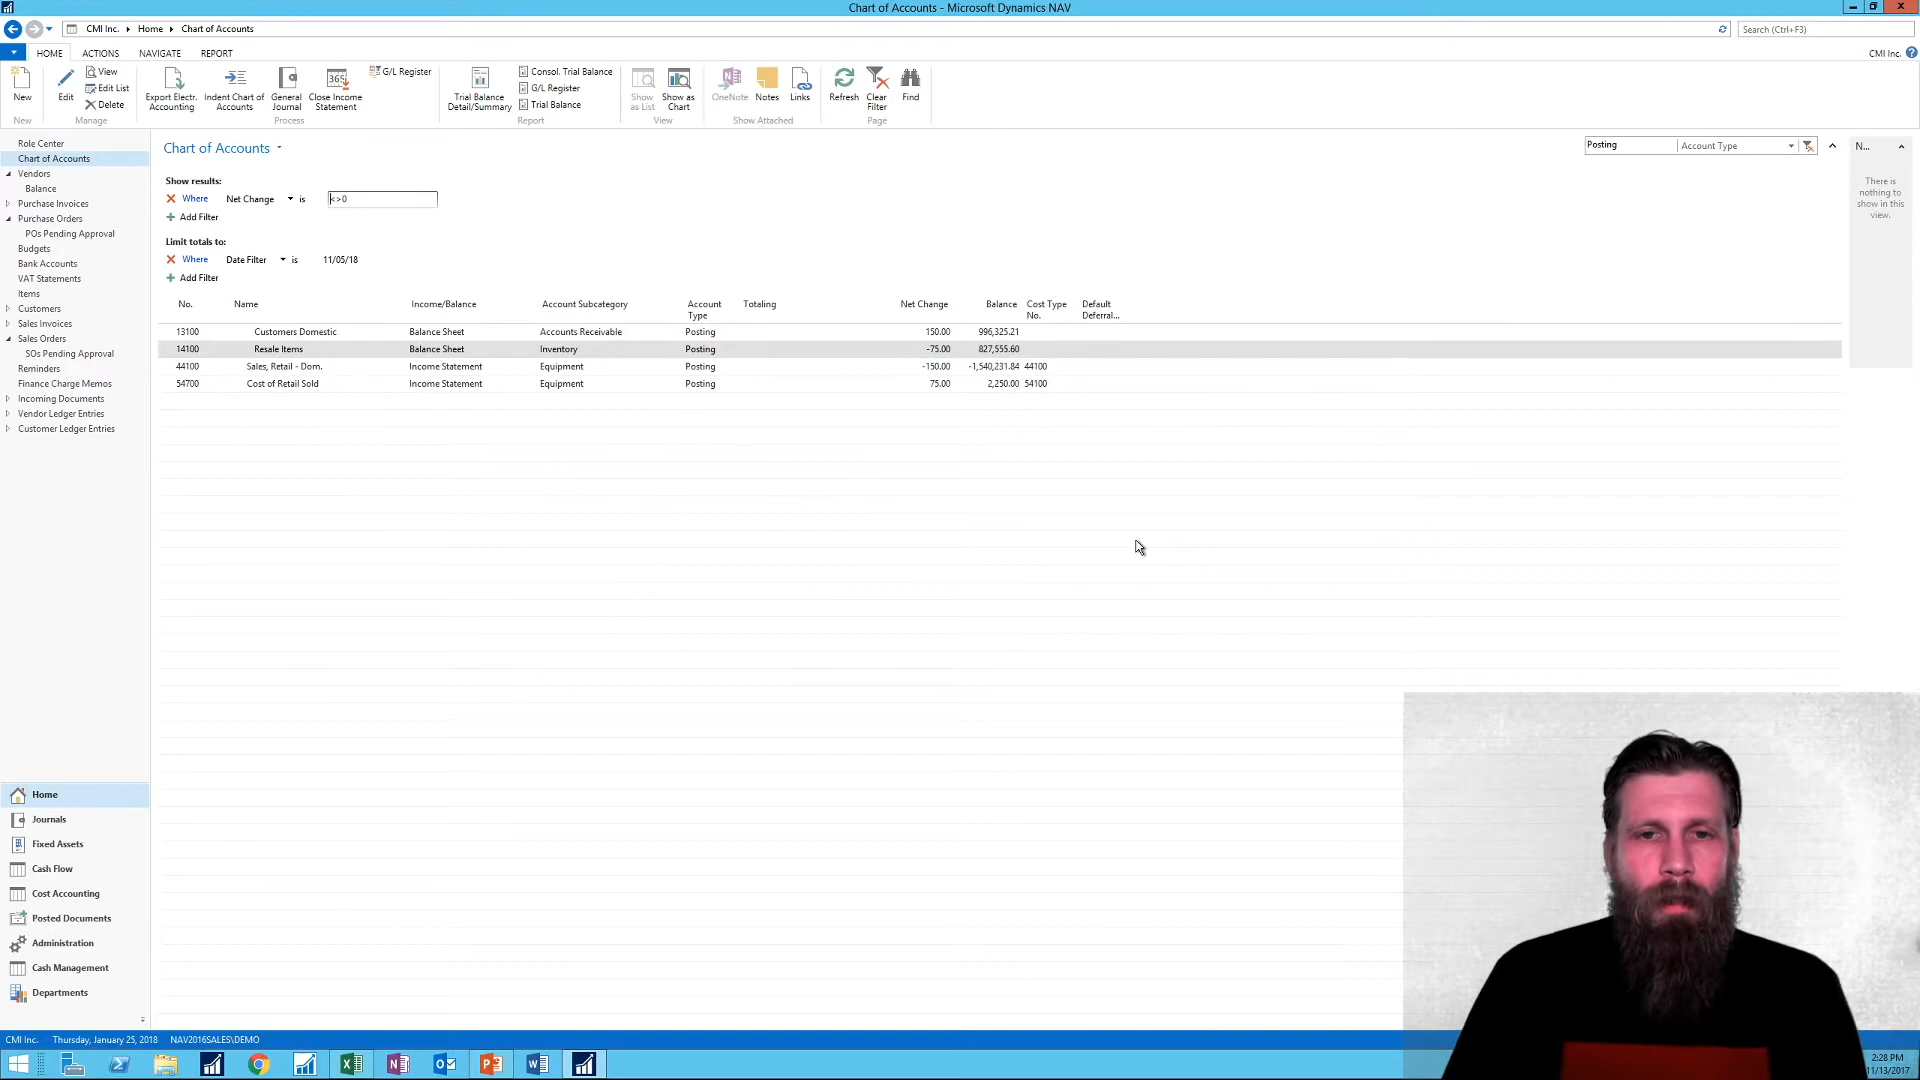 Chart of Accounts - Microsoft Dynamics NAV
CMI Inc. Home Chart of Accounts
Search (Ctrl+F3)
HOME ACTIONS NAVIGATE REPORT
CMI Inc.
New
Edit
View
Edit List
Delete
Export Electr. Accounting
Indent Chart of Accounts
General Journal
Close Income Statement
G/L Register
Trial Balance Detail/Summary
Consol. Trial Balance
G/L Register
Trial Balance
Show as List
Show as Chart
OneNote
Notes
Links
Refresh
Clear Filter
Find
New Manage Process Report View Show Attached Page
Role Center
Chart of Accounts
Vendors
Balance
Purchase Invoices
Purchase Orders
POs Pending Approval
Budgets
Bank Accounts
VAT Statements
Items
Customers
Sales Invoices
Sales Orders
SOs Pending Approval
Reminders
Finance Charge Memos
Incoming Documents
Vendor Ledger Entries
Customer Ledger Entries
Home
Journals
Fixed Assets
Cash Flow
Cost Accounting
Posted Documents
Administration
Cash Management
Departments
Chart of Accounts
Posting Account Type
N...
There is
nothing to
show in this
view.
Show results:
Where Net Change is <>0
Add Filter
Limit totals to:
Where Date Filter is 11/05/18
Add Filter
No. Name Income/Balance Account Subcategory Account Type Totaling Net Change Balance Cost Type No. Default Deferral...
13100 Customers Domestic Balance Sheet Accounts Receivable Posting 150.00 996,325.21
14100 Resale Items Balance Sheet Inventory Posting -75.00 827,555.60
44100 Sales, Retail - Dom. Income Statement Equipment Posting -150.00 -1,540,231.84 44100
54700 Cost of Retail Sold Income Statement Equipment Posting 75.00 2,250.00 54100
CMI Inc. Thursday, January 25, 2018 NAV2016SALES\DEMO
2:28 PM
11/13/2017